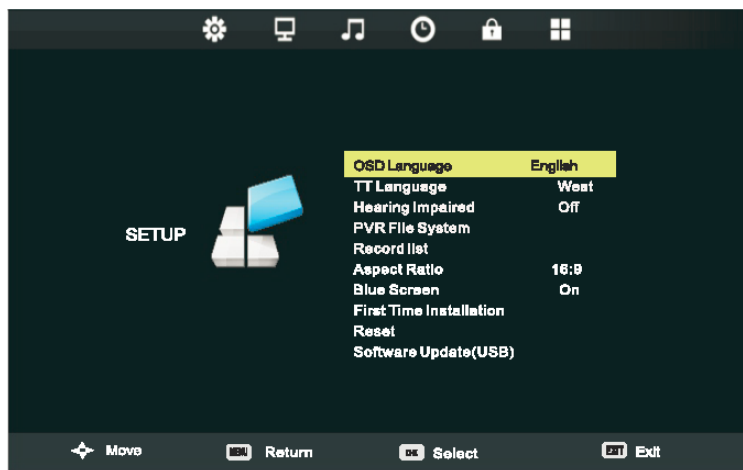 OSD Language English
TT Language West
Hearing Impaired Off
PVR File System
Record list
Aspect Ratio 16:9
Blue Screen On
First Time Installation
Reset
Software Update(USB)
SETUP
Move MENU Return OK Select EXIT Exit